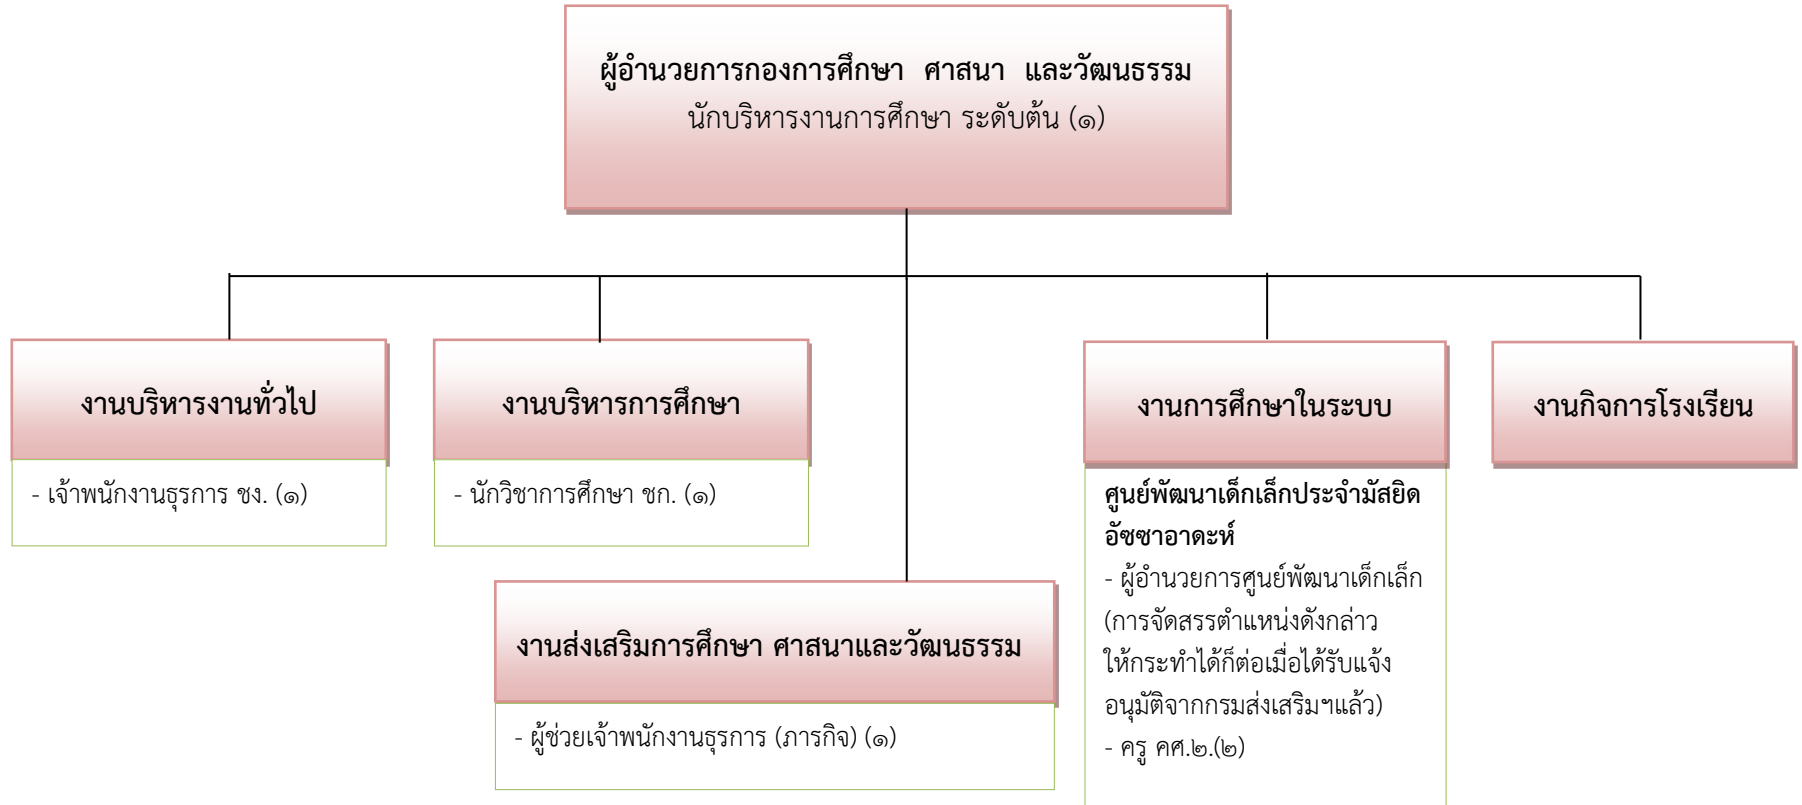 ผู้อำนวยการกองการศึกษา ศาสนา และวัฒนธรรม
นักบริหารงานการศึกษา ระดับต้น (๑)
งานบริหารงานทั่วไป
- เจ้าพนักงานธุรการ ชง. (๑)
งานบริหารการศึกษา
- นักวิชาการศึกษา ชก. (๑)
งานส่งเสริมการศึกษา ศาสนาและวัฒนธรรม
- ผู้ช่วยเจ้าพนักงานธุรการ (ภารกิจ) (๑)
งานการศึกษาในระบบ
ศูนย์พัฒนาเด็กเล็กประจำมัสยิด
อัซซาอาดะห์
- ผู้อำนวยการศูนย์พัฒนาเด็กเล็ก
(การจัดสรรตำแหน่งดังกล่าว
ให้กระทำได้ก็ต่อเมื่อได้รับแจ้ง
อนุมัติจากกรมส่งเสริมฯแล้ว)
- ครู คศ.๒.(๒)
งานกิจการโรงเรียน